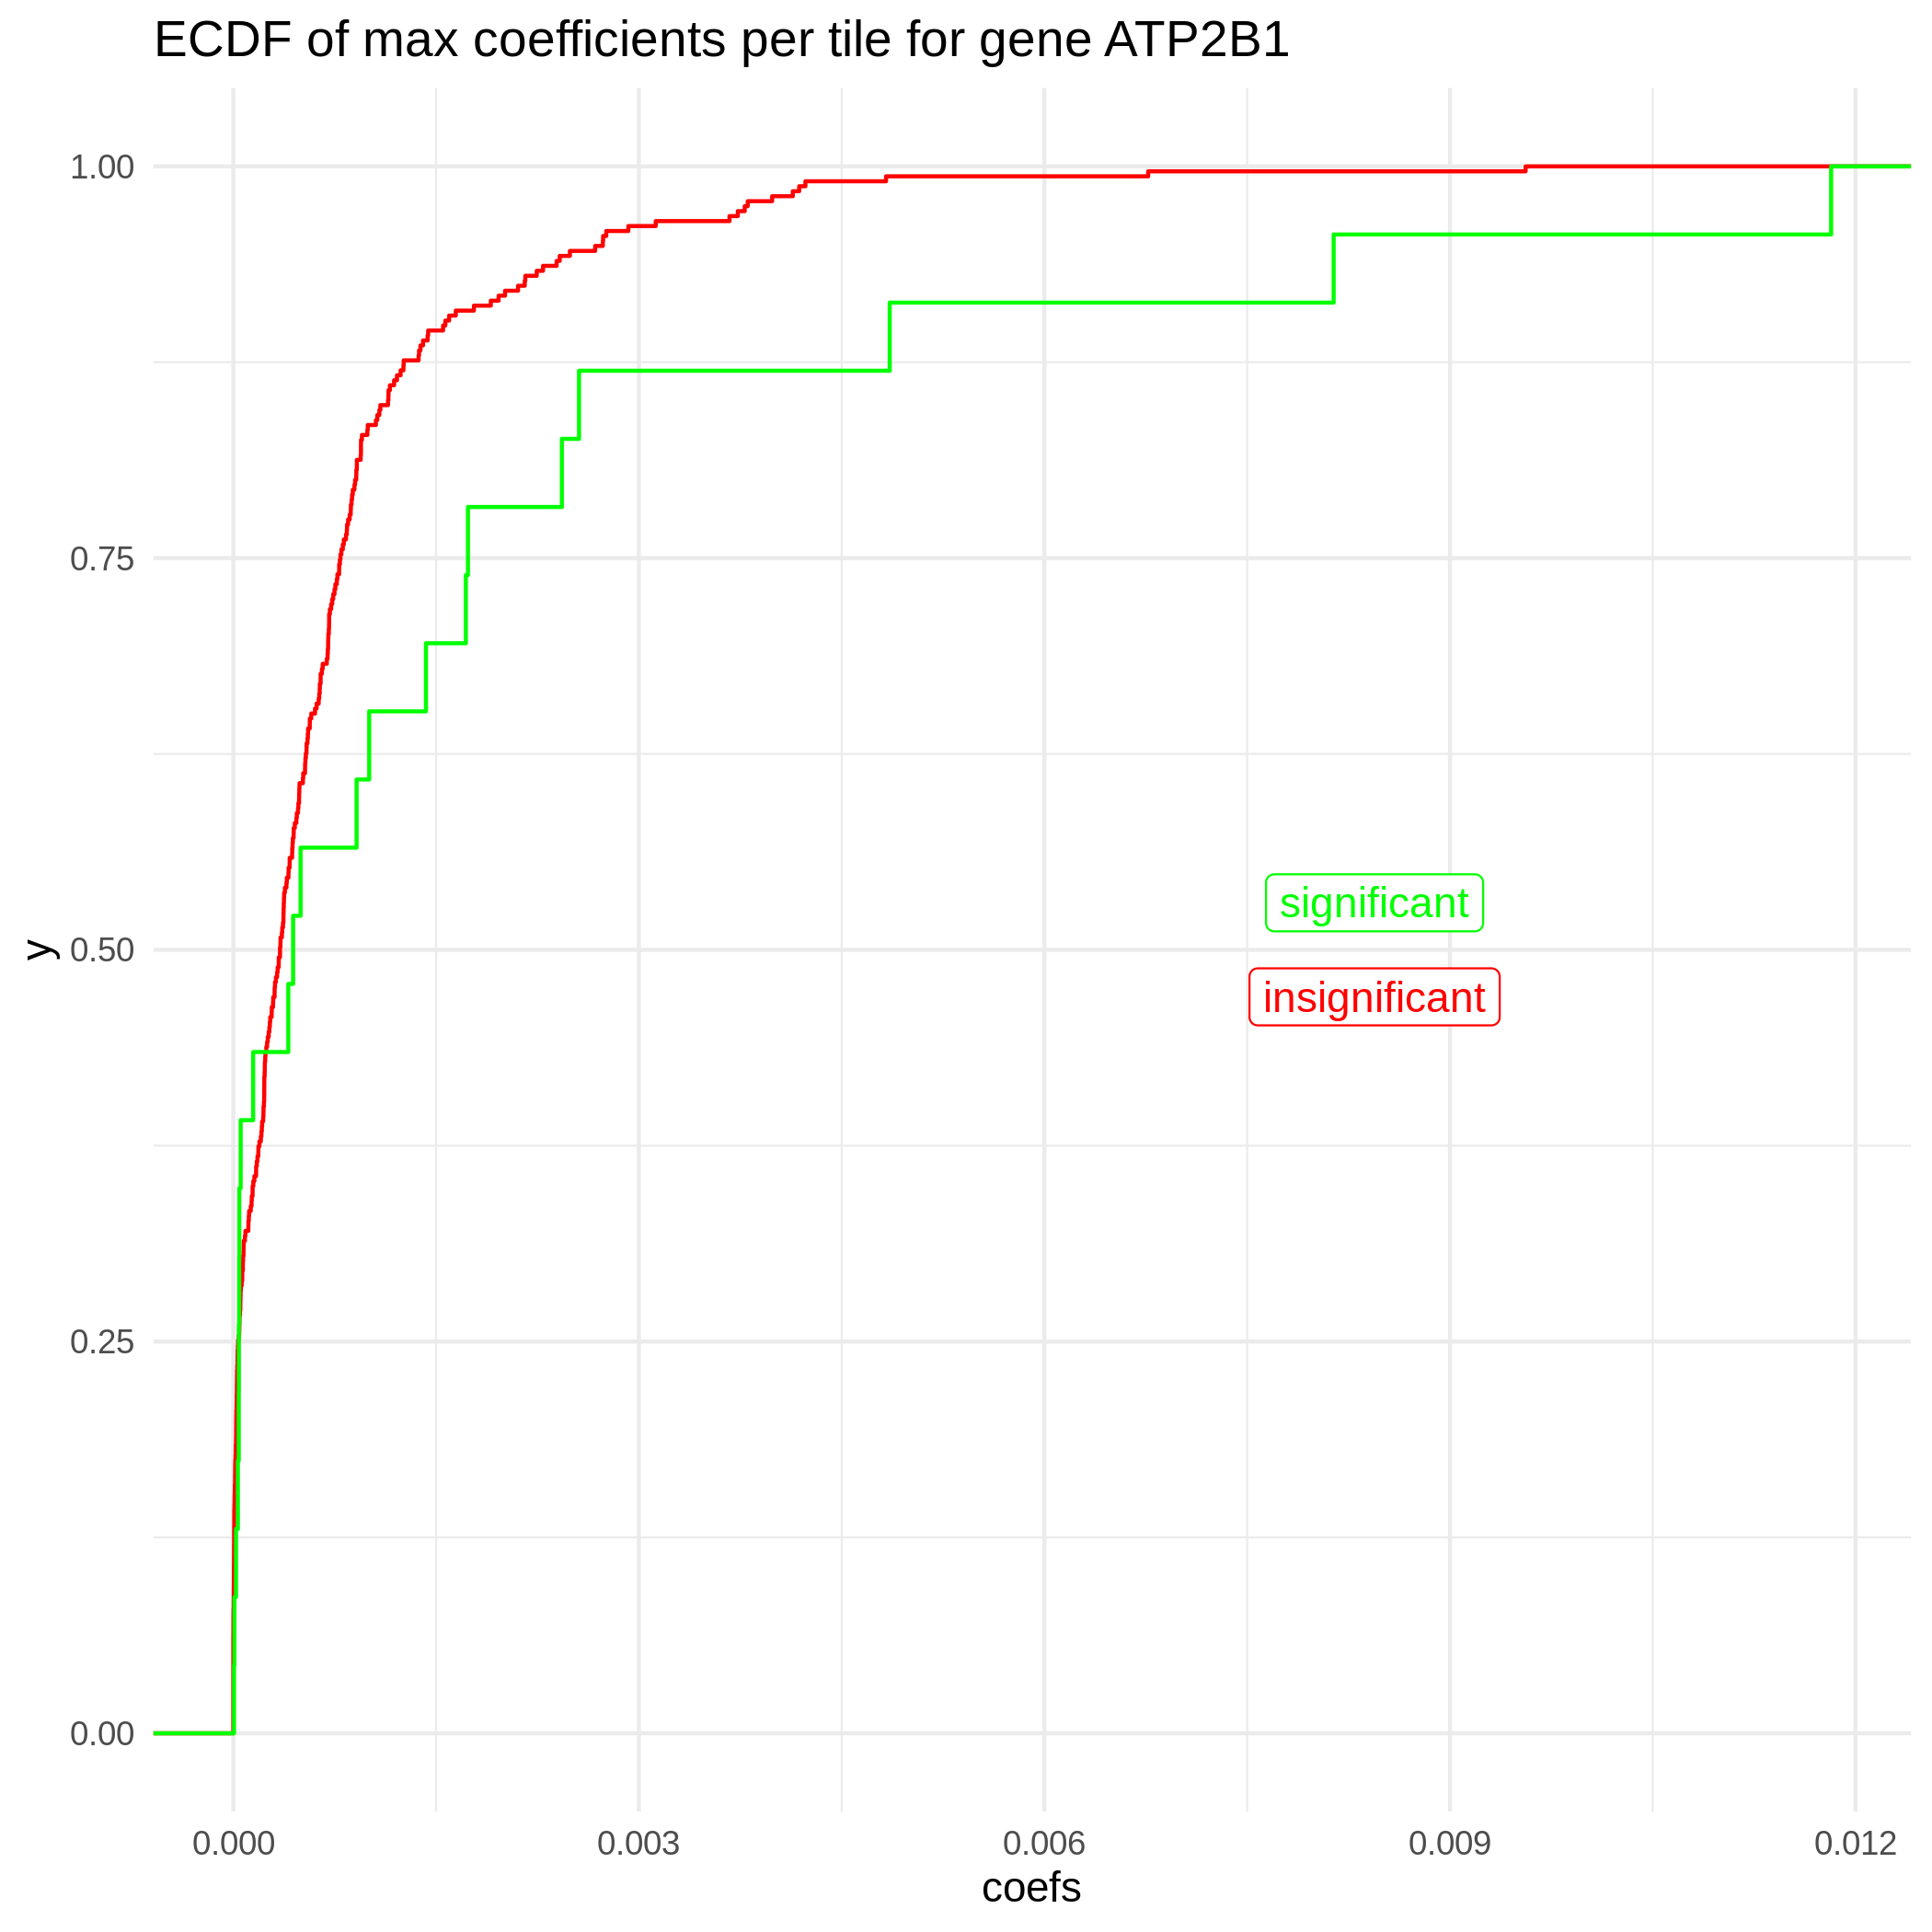 ECDF of max coefficients per tile for gene ATP2B1
1.00
0.75
0.50
0.25
0.00
y
significant
insignificant
0.000 0.003 0.006 0.009 0.012
coefs